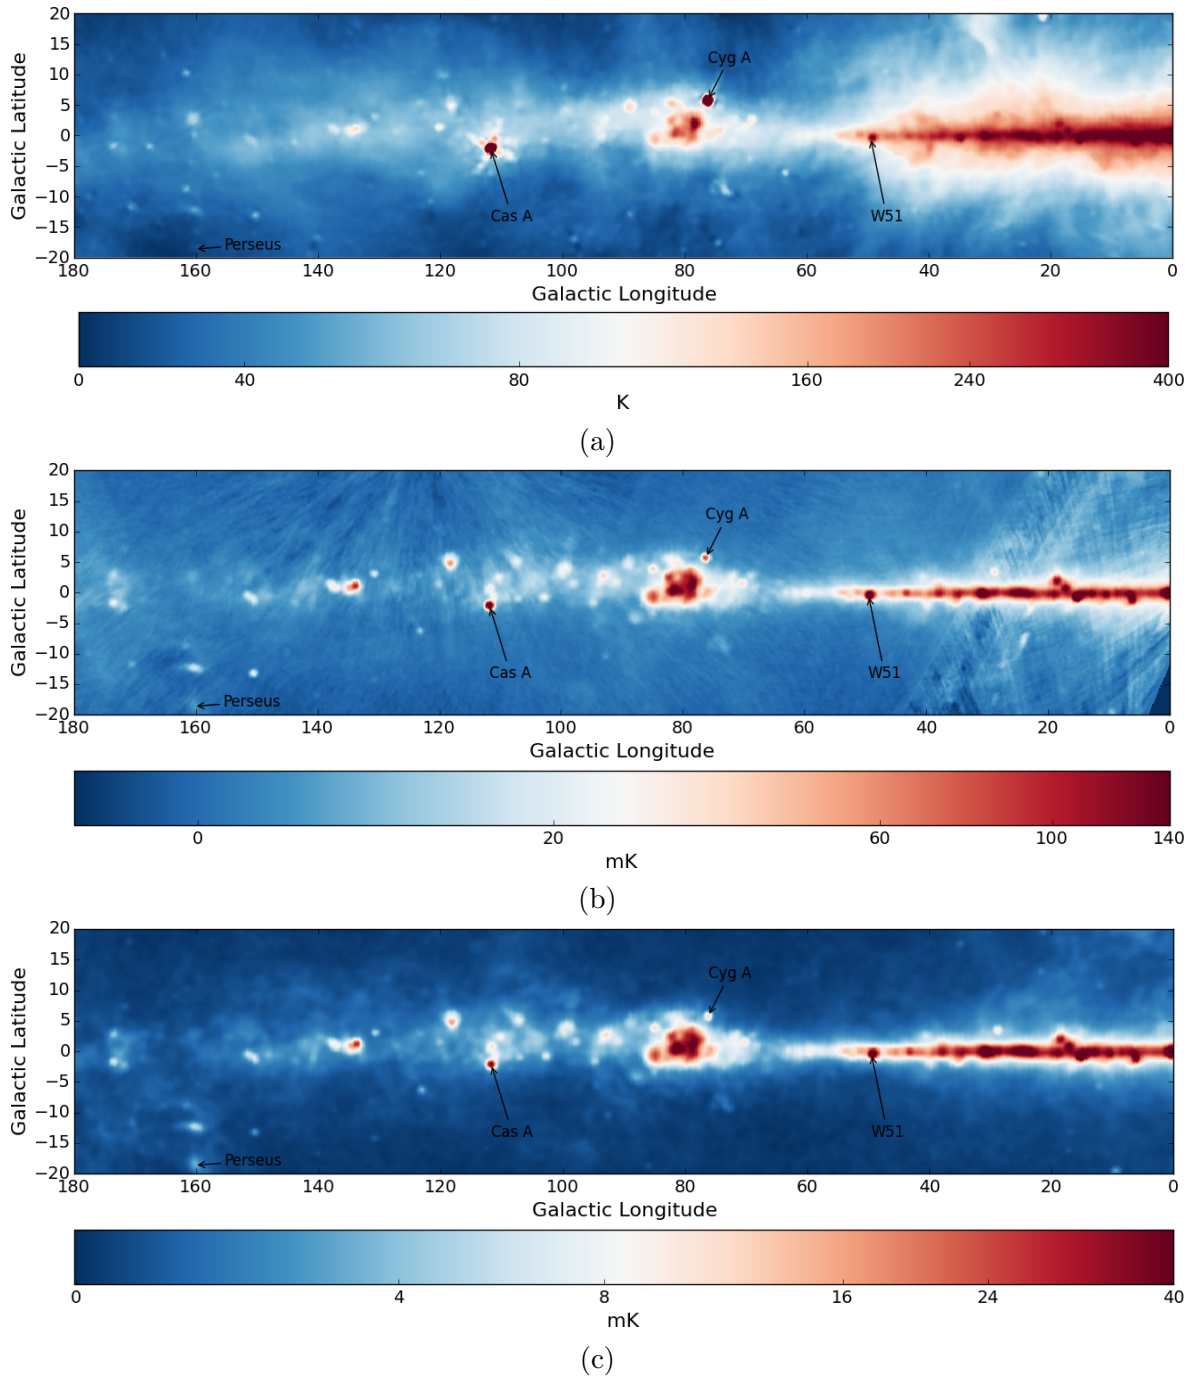 20
15
10
5
0
−5
−10
−15
−20
Galactic Latitude
Cyg A
Cas A
W51
Perseus
180 160 140 120 100 80 60 40 20 0
Galactic Longitude
0 40 80 160 240 400
K
(a)
20
15
10
5
0
−5
−10
−15
−20
Galactic Latitude
Cyg A
Cas A
W51
Perseus
180 160 140 120 100 80 60 40 20 0
Galactic Longitude
0 20 60 100 140
mK
(b)
20
15
10
5
0
−5
−10
−15
−20
Galactic Latitude
Cyg A
Cas A
W51
Perseus
180 160 140 120 100 80 60 40 20 0
Galactic Longitude
0 4 8 16 24 40
mK
(c)